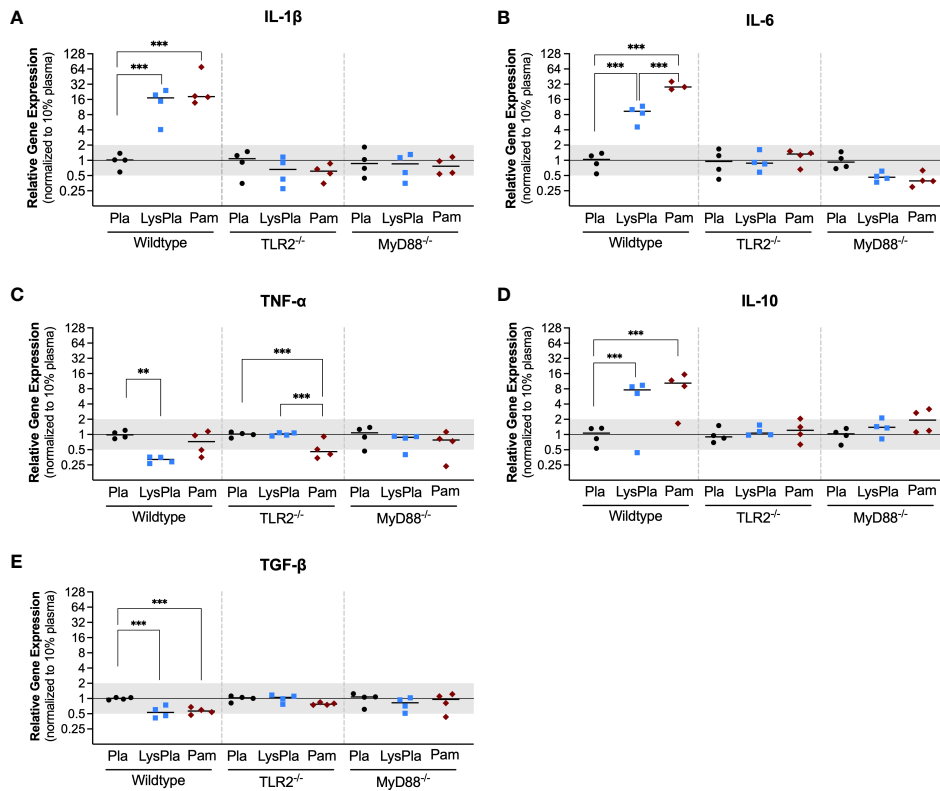 A
IL-1β
Relative Gene Expression
(normalized to 10% plasma)
128
64
32
16
8
4
2
1
0.5
0.25
***
***
Pla LysPla Pam Pla LysPla Pam Pla LysPla Pam
Wildtype TLR2-/- MyD88-/-
B
IL-6
Relative Gene Expression
(normalized to 10% plasma)
128
64
32
16
8
4
2
1
0.5
0.25
***
*** ***
Pla LysPla Pam Pla LysPla Pam Pla LysPla Pam
Wildtype TLR2-/- MyD88-/-
C
TNF-α
Relative Gene Expression
(normalized to 10% plasma)
128
64
32
16
8
4
2
1
0.5
0.25
***
**
***
Pla LysPla Pam Pla LysPla Pam Pla LysPla Pam
Wildtype TLR2-/- MyD88-/-
D
IL-10
Relative Gene Expression
(normalized to 10% plasma)
128
64
32
16
8
4
2
1
0.5
0.25
***
***
Pla LysPla Pam Pla LysPla Pam Pla LysPla Pam
Wildtype TLR2-/- MyD88-/-
E
TGF-β
Relative Gene Expression
(normalized to 10% plasma)
128
64
32
16
8
4
2
1
0.5
0.25
***
***
Pla LysPla Pam Pla LysPla Pam Pla LysPla Pam
Wildtype TLR2-/- MyD88-/-